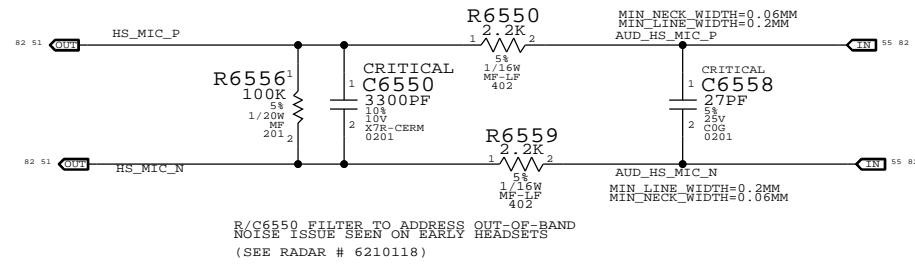 R6550
2.2K
1 2
5%
1/16W
MF-LF
402
MIN_NECK_WIDTH=0.06MM
MIN_LINE_WIDTH=0.2MM
82 51 OUT HS_MIC_P
AUD_HS_MIC_P
IN 55 82
R6556
100K
5%
1/20W
MF
201
1
2
CRITICAL
C6550
3300PF
10%
10V
X7R-CERM
0201
1
2
CRITICAL
C6558
27PF
5%
25V
C0G
0201
1
2
R6559
2.2K
1 2
5%
1/16W
MF-LF
402
82 51 OUT HS_MIC_N
AUD_HS_MIC_N
IN 55 82
MIN_LINE_WIDTH=0.2MM
MIN_NECK_WIDTH=0.06MM
R/C6550 FILTER TO ADDRESS OUT-OF-BAND
NOISE ISSUE SEEN ON EARLY HEADSETS
(SEE RADAR # 6210118)